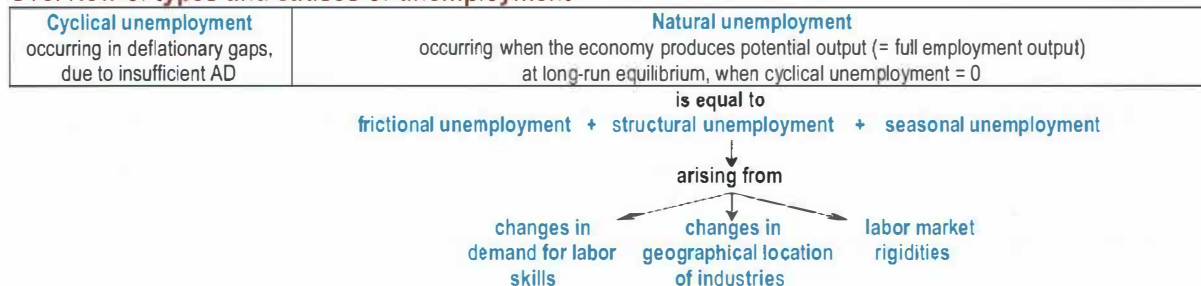 Cyclical unemployment
occurring in deflationary gaps,
due to insufficient AD
Natural unemployment
occurring when the economy produces potential output (= full employment output)
at long-run equilibrium, when cyclical unemployment = 0
is equal to
frictional unemployment + structural unemployment + seasonal unemployment
arising from
changes in
demand for labor
skills
changes in
geographical location
of industries
labor market
rigidities